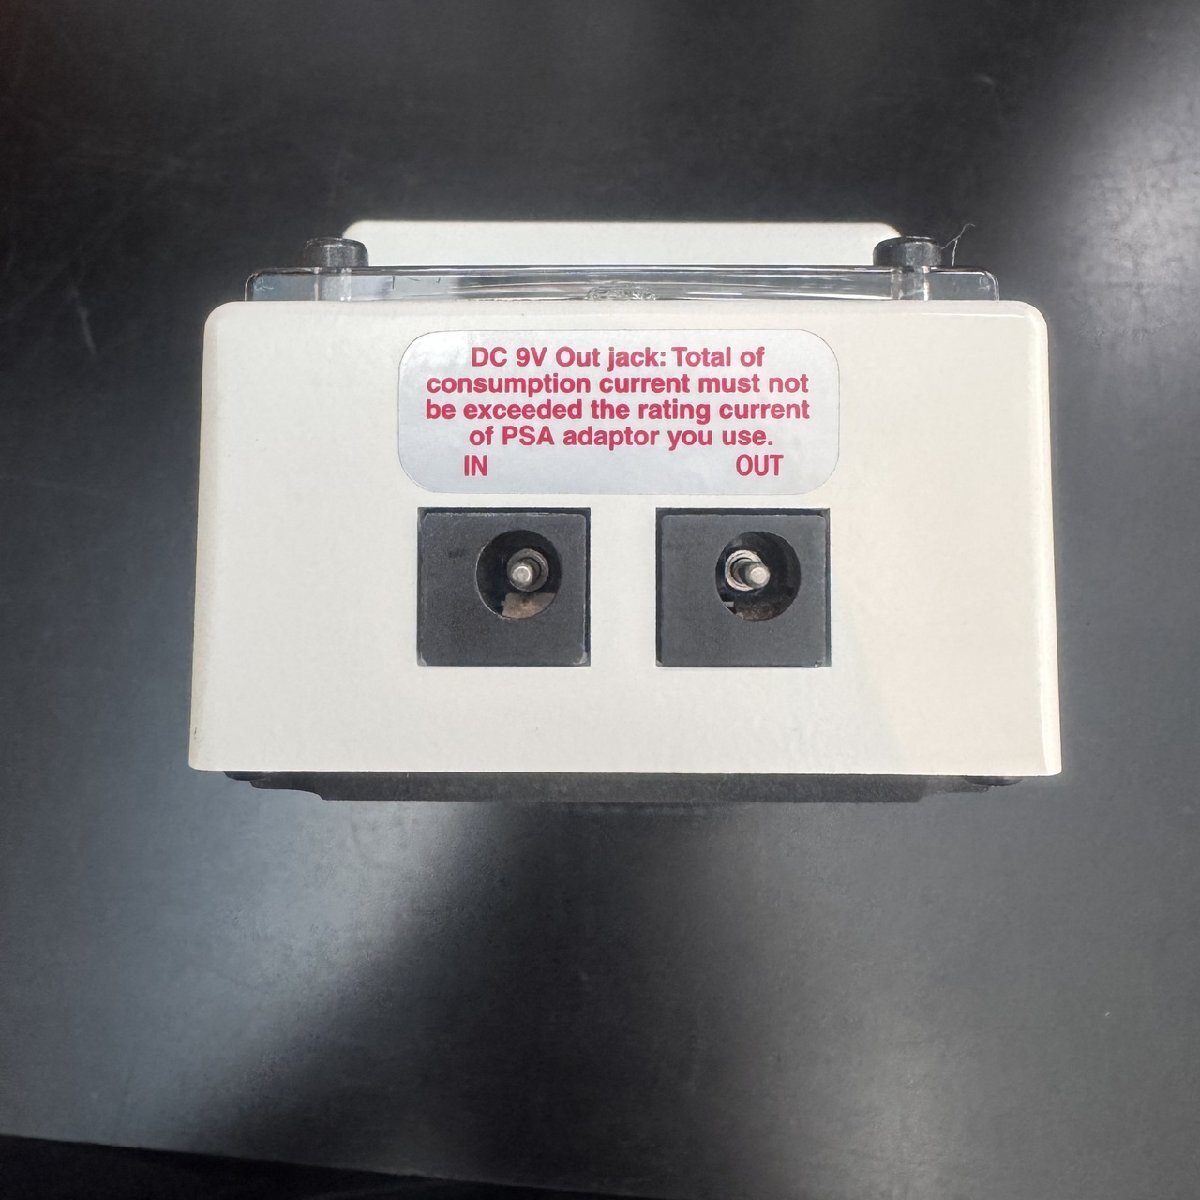 DC 9V Out jack: Total of
consumption current must not
be exceeded the rating current
of PSA adaptor you use.
IN OUT